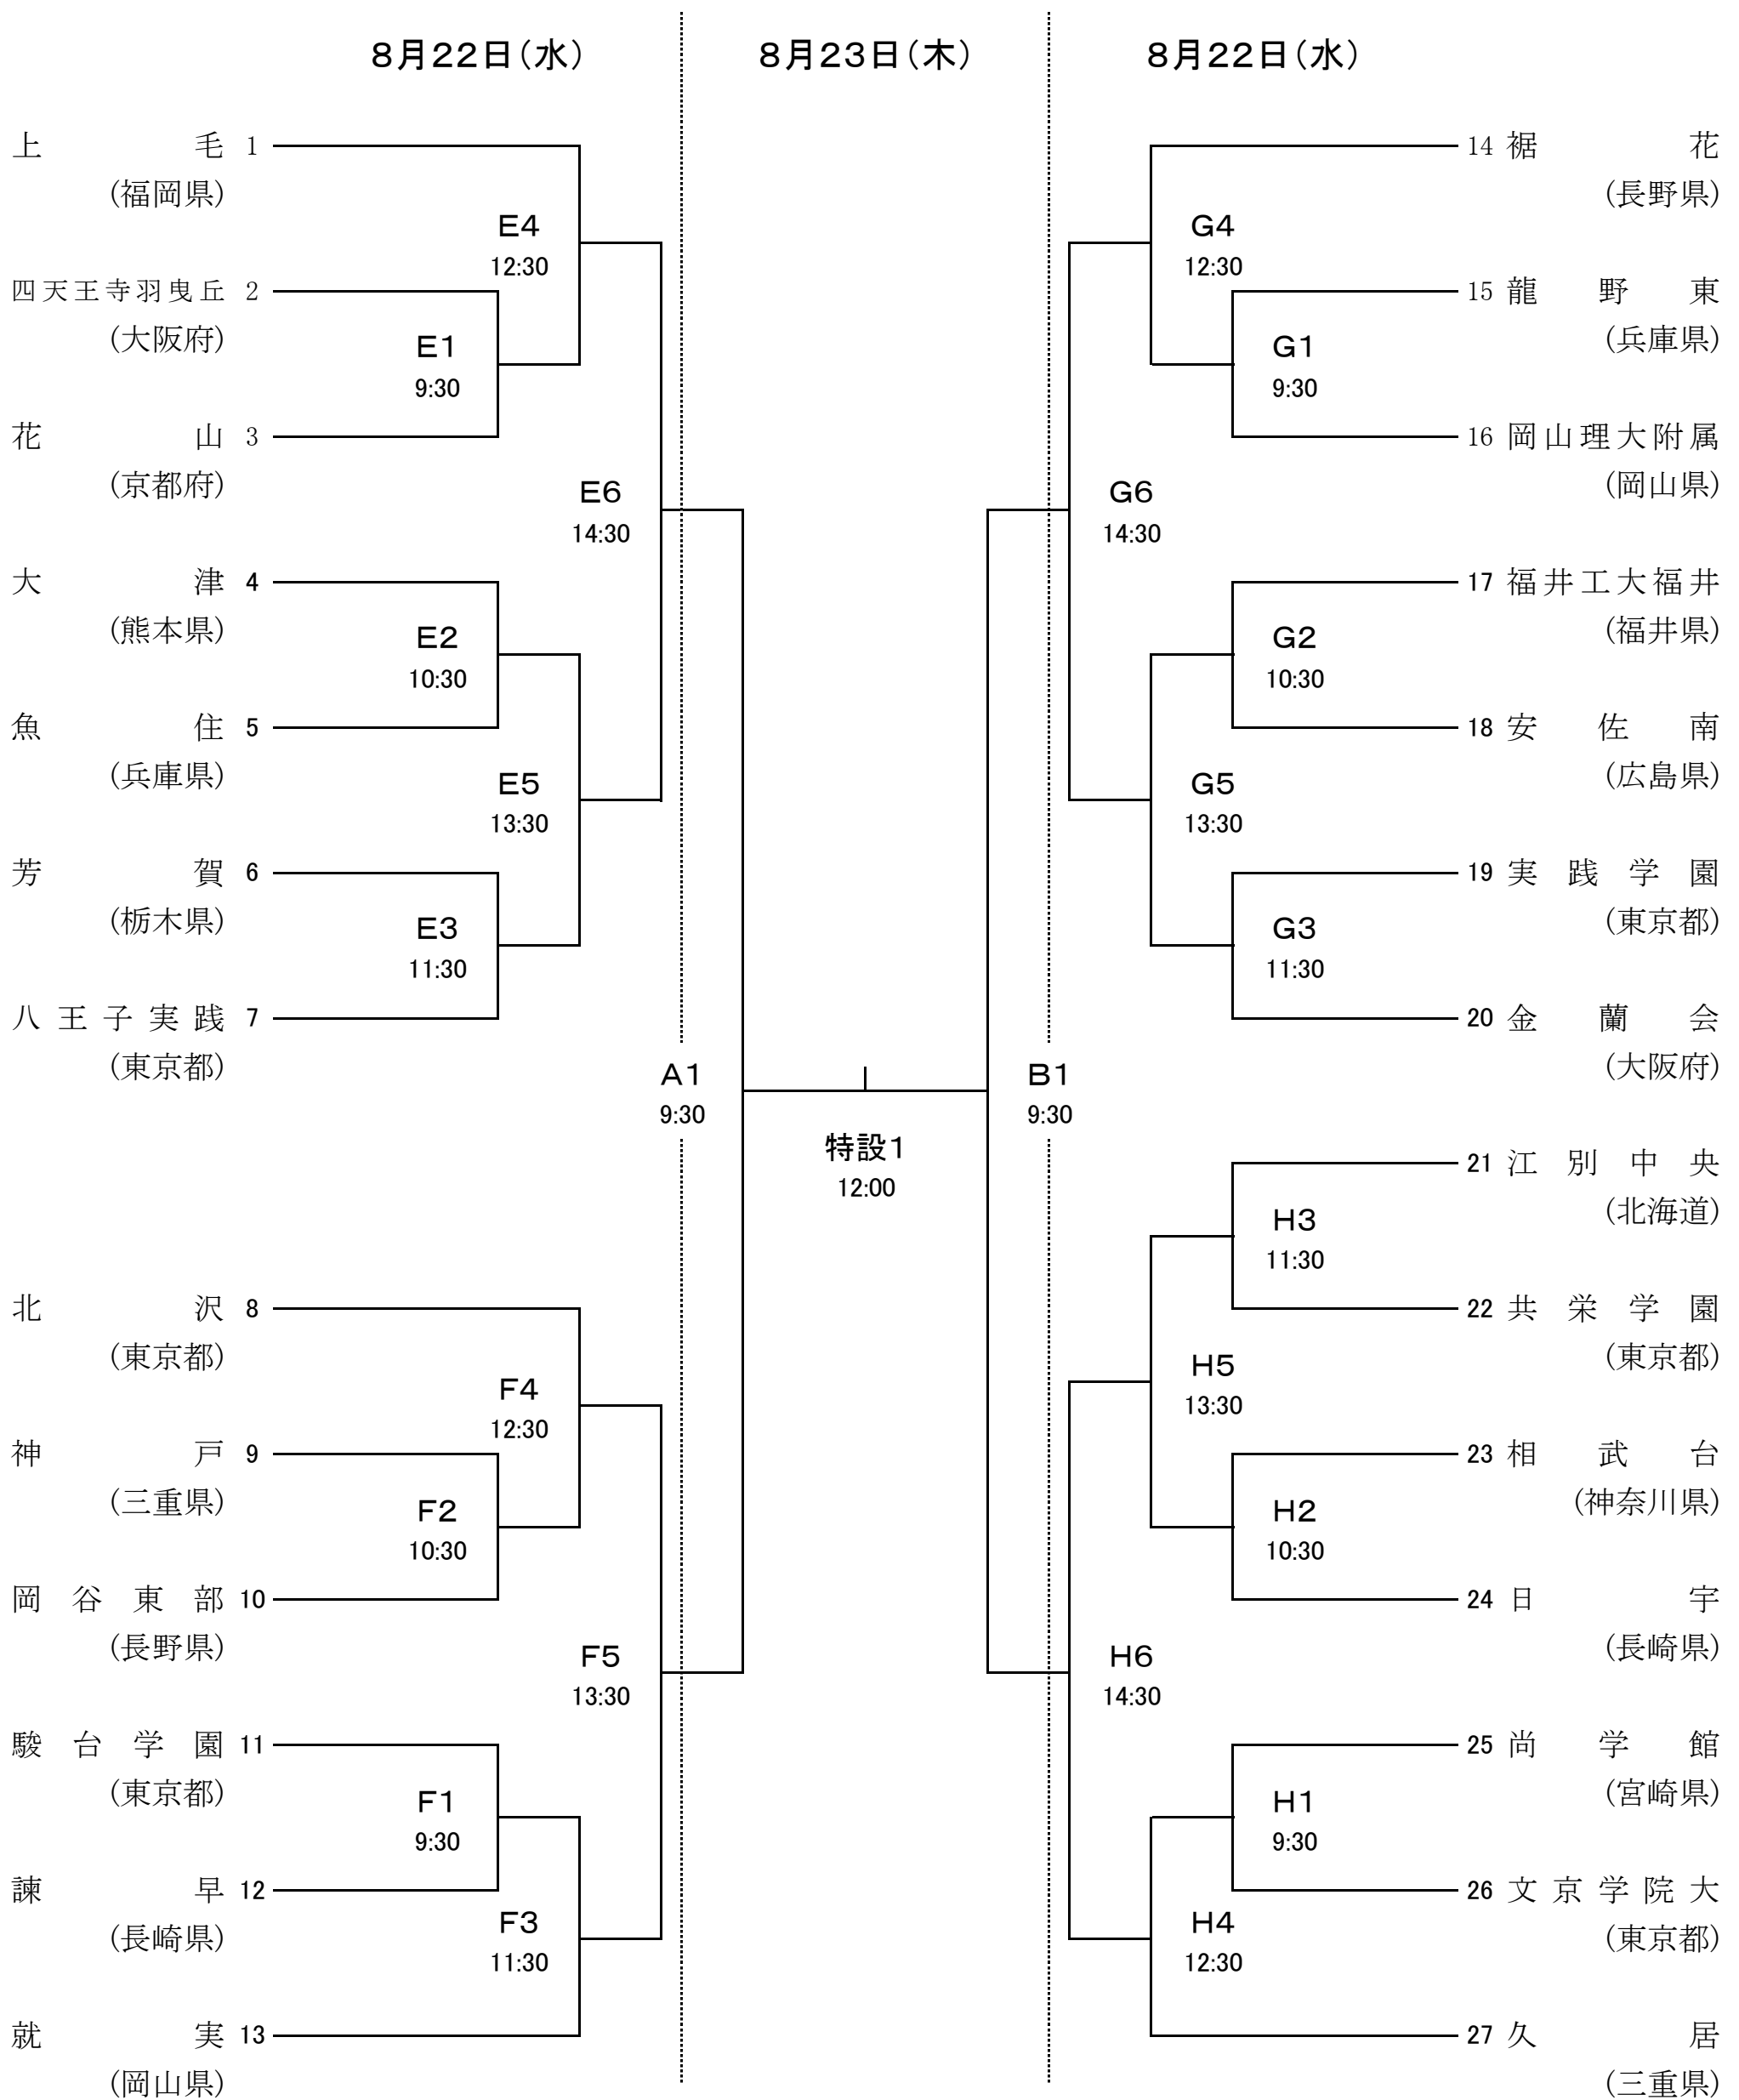 8月22日(水) 8月23日(木) 8月22日(水)
上毛 1
(福岡県)
E4
12:30
四天王寺羽曳丘 2
(大阪府)
E1
9:30
花山 3
(京都府)
E6
14:30
大津 4
(熊本県)
E2
10:30
魚住 5
(兵庫県)
E5
13:30
芳賀 6
(栃木県)
E3
11:30
八王子実践 7
(東京都)
A1
9:30
北沢 8
(東京都)
F4
12:30
神戸 9
(三重県)
F2
10:30
岡谷東部 10
(長野県)
F5
13:30
駿台学園 11
(東京都)
F1
9:30
諫早 12
(長崎県)
F3
11:30
就実 13
(岡山県)
特設1
12:00
14 裾花
(長野県)
G4
12:30
15 龍野東
(兵庫県)
G1
9:30
16 岡山理大附属
(岡山県)
G6
14:30
17 福井工大福井
(福井県)
G2
10:30
18 安佐南
(広島県)
G5
13:30
19 実践学園
(東京都)
G3
11:30
20 金蘭会
(大阪府)
B1
9:30
21 江別中央
(北海道)
H3
11:30
22 共栄学園
(東京都)
H5
13:30
23 相武台
(神奈川県)
H2
10:30
24 日宇
(長崎県)
H6
14:30
25 尚学館
(宮崎県)
H1
9:30
26 文京学院大
(東京都)
H4
12:30
27 久居
(三重県)